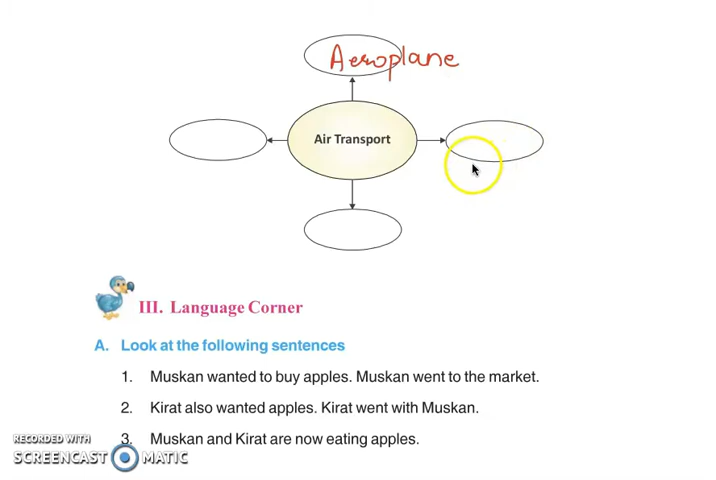 Aeroplane
Air Transport
III. Language Corner
A. Look at the following sentences
1. Muskan wanted to buy apples. Muskan went to the market.
2. Kirat also wanted apples. Kirat went with Muskan.
3. Muskan and Kirat are now eating apples.
RECORDED WITH
SCREENCAST MATIC